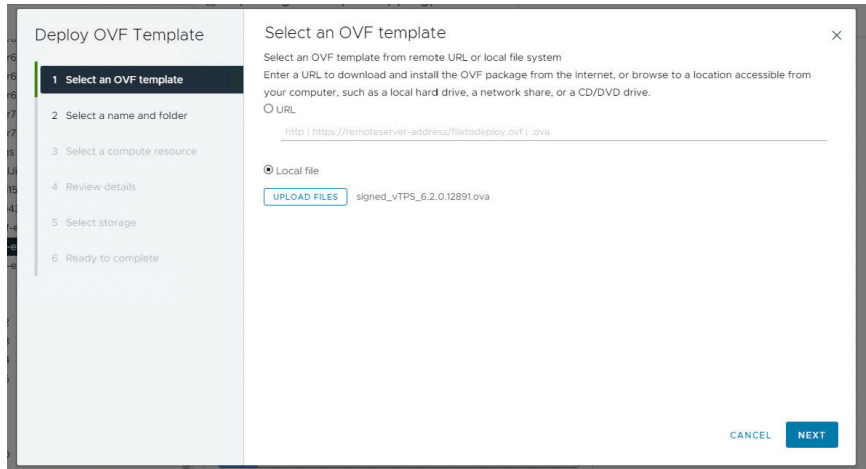 Deploy OVF Template
1 Select an OVF template
2 Select a name and folder
3 Select a compute resource
4 Review details
5 Select storage
6 Ready to complete
Select an OVF template
Select an OVF template from remote URL or local file system
Enter a URL to download and install the OVF package from the Internet, or browse to a location accessible from
your computer, such as a local hard drive, a network share, or a CD/DVD drive.
URL
http | https://remoteserver-address/filetodeploy.ovf | .ova
Local file
UPLOAD FILES signed_vTPS_6.2.0.12891.ova
CANCEL NEXT